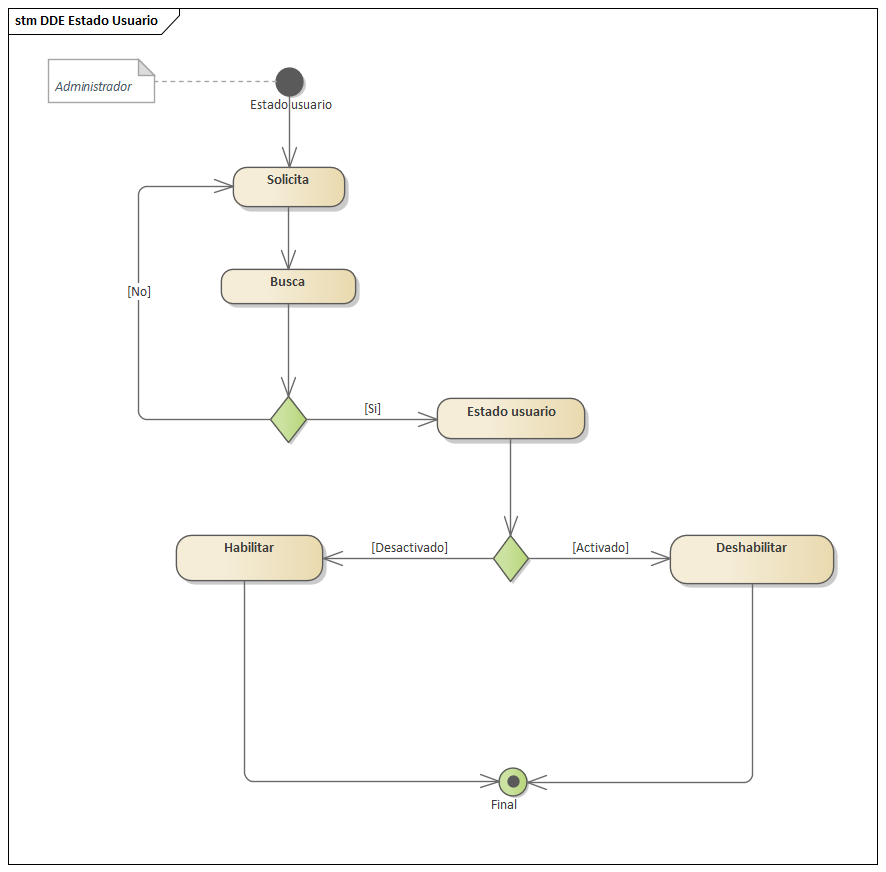 stm DDE Estado Usuario
Administrador
Estado usuario
Solicita
Busca
[No]
[Si]
Estado usuario
Habilitar
[Desactivado]
[Activado]
Deshabilitar
Final